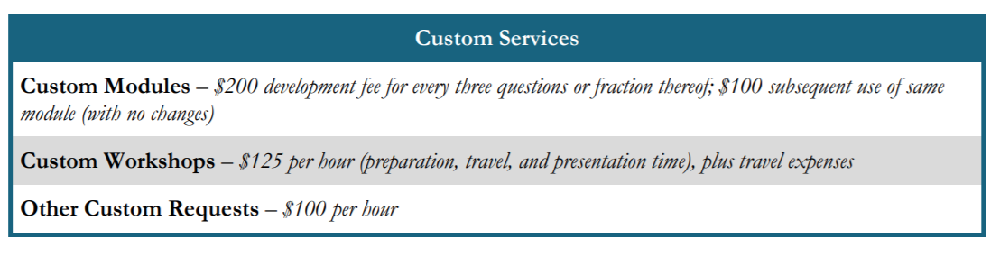 Custom Services
Custom Modules – $200 development fee for every three questions or fraction thereof; $100 subsequent use of same
module (with no changes)
Custom Workshops – $125 per hour (preparation, travel, and presentation time), plus travel expenses
Other Custom Requests – $100 per hour